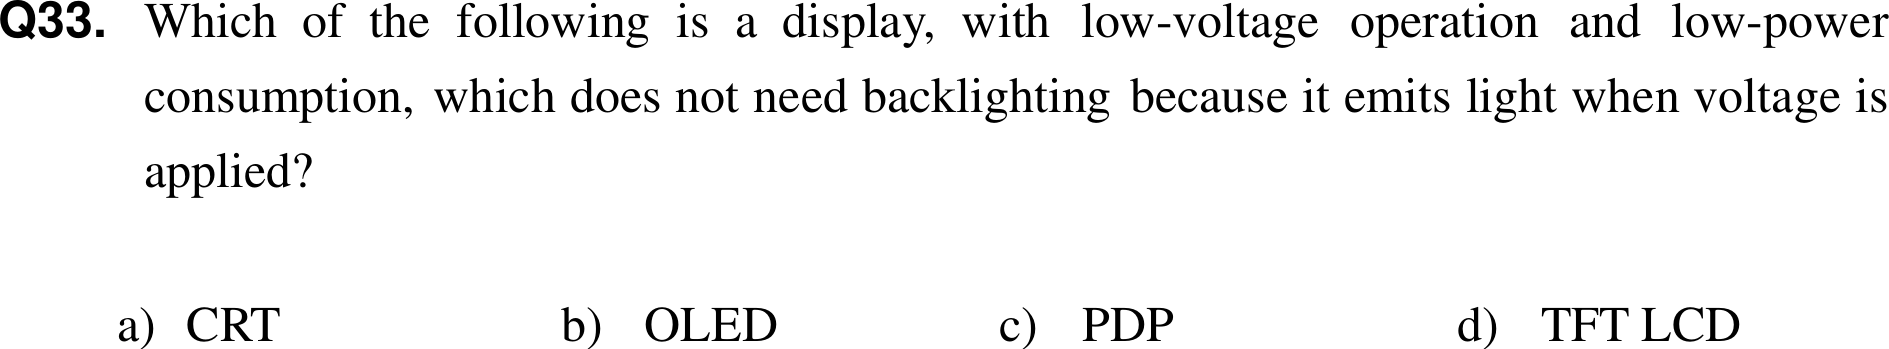 Q33. Which of the following is a display, with low-voltage operation and low-power
consumption, which does not need backlighting because it emits light when voltage is
applied?
a) CRT b) OLED c) PDP d) TFT LCD